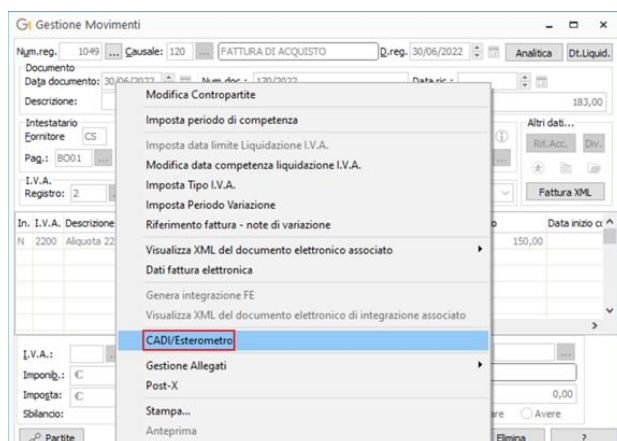 Gestione Movimenti
Num.reg. 1049 ... Causale: 120 ... FATTURA DI ACQUISTO D.reg. 30/06/2022 Analitica Dt.Liquid.
Documento
Data documento: 30/06/2022 Num.doc.: 170/2022 Data ric.:
Descrizione: 183,00
Modifica Contropartite
Imposta periodo di competenza
Intestatario Altri dati...
Fornitore CS Rit.Acc. Div.
Imposta data limite Liquidazione I.V.A.
Pag.: BO01 ...
Modifica data competenza liquidazione I.V.A.
Imposta Tipo I.V.A.
I.V.A.
Registro: 2 Fattura XML
Imposta Periodo Variazione
Riferimento fattura - note di variazione
In. I.V.A. Descrizione Data inizio
N 2200 Aliquota 22 150,00
Visualizza XML del documento elettronico associato
Dati fattura elettronica
Genera integrazione FE
Visualizza XML del documento elettronico di integrazione associato
CADI/Esterometro
I.V.A.: ...
Gestione Allegati
Imponib.: €
Post-X
Imposta: € 0,00
Stampa...
Sbilancio: Avere
Anteprima
Partite Elimina ?